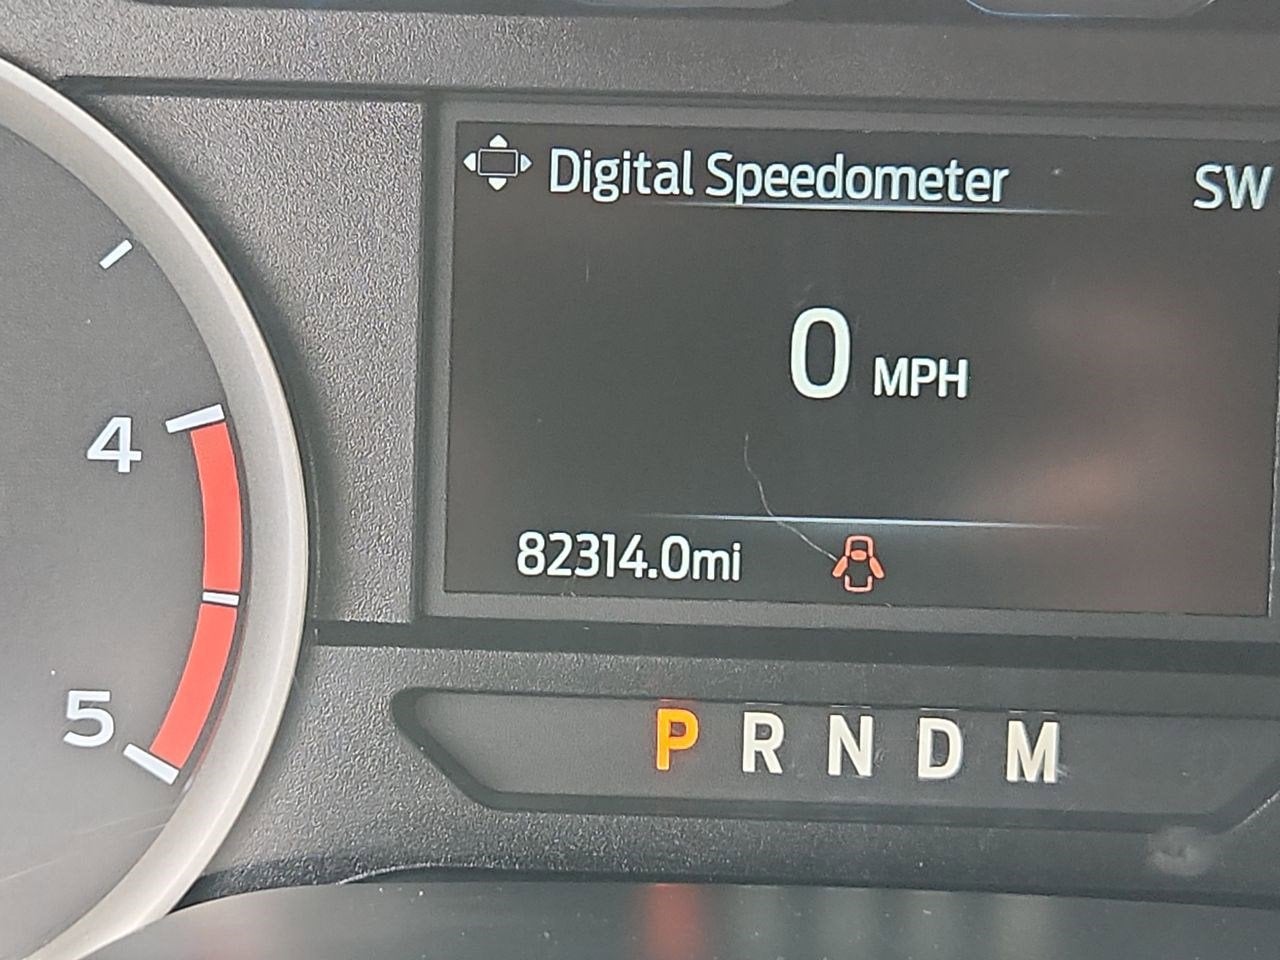 Digital Speedometer SW
0 MPH
4
82314.0mi
5
P R N D M